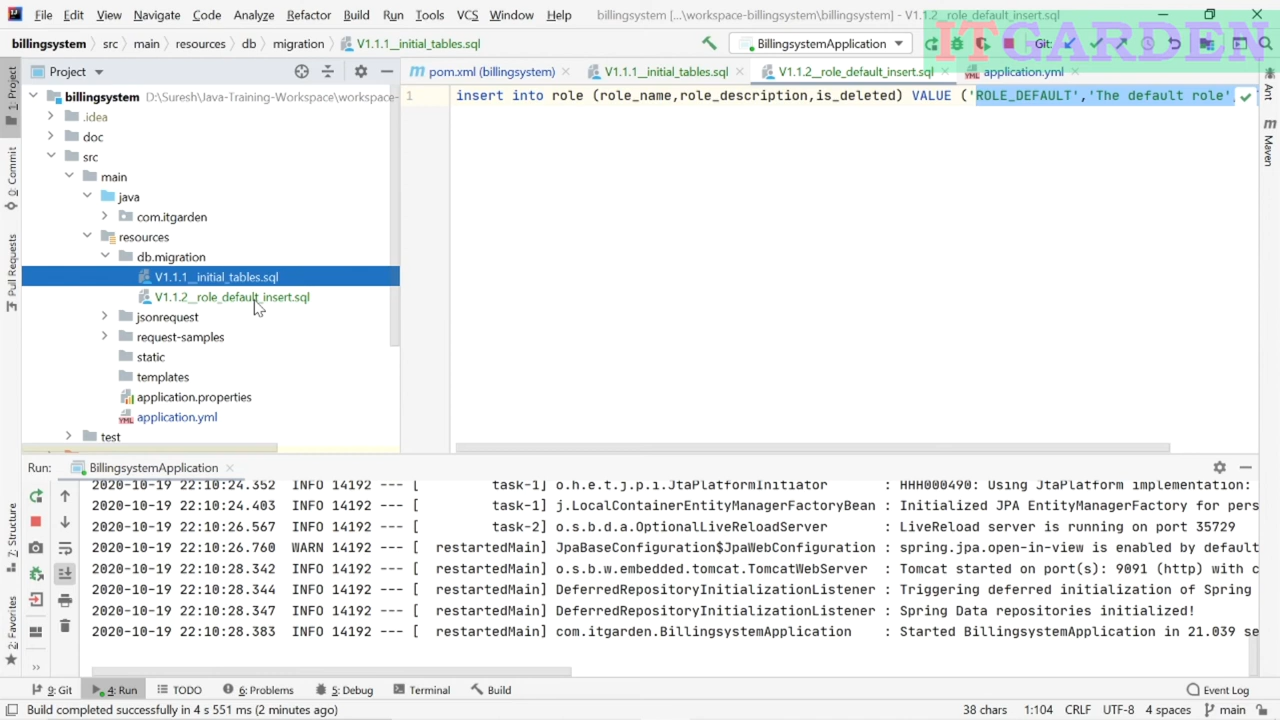 File Edit View Navigate Code Analyze Refactor Build Run Tools VCS Window Help billingsystem [...\workspace-billingsystem\billingsystem] - V1.1.2__role_default_insert.sql
ITGARDEN
billingsystem src main resources db migration V1.1.1__initial_tables.sql BillingsystemApplication Git:
Project pom.xml (billingsystem) V1.1.1__initial_tables.sql V1.1.2__role_default_insert.sql application.yml
1: Project
0: Commit
Pull Requests
7: Structure
2: Favorites
Ant
Maven
billingsystem D:\Suresh\Java-Training-Workspace\workspace-
.idea
doc
src
main
java
com.itgarden
resources
db.migration
V1.1.1__initial_tables.sql
V1.1.2__role_default_insert.sql
jsonrequest
request-samples
static
templates
application.properties
application.yml
test
1 insert into role (role_name,role_description,is_deleted) VALUE ('ROLE_DEFAULT','The default role',
Run: BillingsystemApplication
2020-10-19 22:10:24.352 INFO 14192 --- [ task-1] o.h.e.t.j.p.i.JtaPlatformInitiator : HHH000490: Using JtaPlatform implementation:
2020-10-19 22:10:24.403 INFO 14192 --- [ task-1] j.LocalContainerEntityManagerFactoryBean : Initialized JPA EntityManagerFactory for pers
2020-10-19 22:10:26.567 INFO 14192 --- [ task-2] o.s.b.d.a.OptionalLiveReloadServer : LiveReload server is running on port 35729
2020-10-19 22:10:26.760 WARN 14192 --- [ restartedMain] JpaBaseConfiguration$JpaWebConfiguration : spring.jpa.open-in-view is enabled by default
2020-10-19 22:10:28.342 INFO 14192 --- [ restartedMain] o.s.b.w.embedded.tomcat.TomcatWebServer : Tomcat started on port(s): 9091 (http) with c
2020-10-19 22:10:28.344 INFO 14192 --- [ restartedMain] DeferredRepositoryInitializationListener : Triggering deferred initialization of Spring
2020-10-19 22:10:28.347 INFO 14192 --- [ restartedMain] DeferredRepositoryInitializationListener : Spring Data repositories initialized!
2020-10-19 22:10:28.383 INFO 14192 --- [ restartedMain] com.itgarden.BillingsystemApplication : Started BillingsystemApplication in 21.039 se
9: Git 4: Run TODO 6: Problems 5: Debug Terminal Build Event Log
Build completed successfully in 4 s 551 ms (2 minutes ago) 38 chars 1:104 CRLF UTF-8 4 spaces main